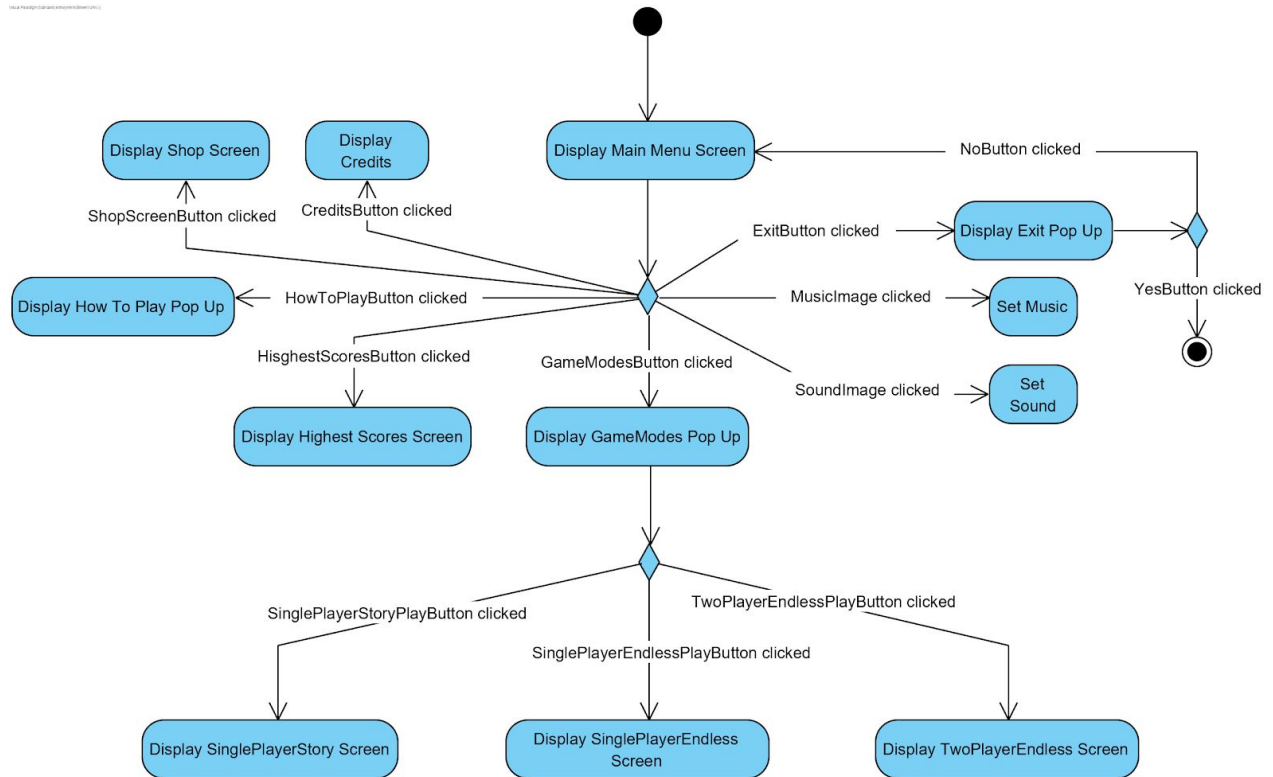 Display Shop Screen
Display
Credits
Display Main Menu Screen
NoButton clicked
ShopScreenButton clicked
CreditsButton clicked
ExitButton clicked
Display Exit Pop Up
Display How To Play Pop Up
HowToPlayButton clicked
MusicImage clicked
Set Music
YesButton clicked
HisghestScoresButton clicked
GameModesButton clicked
SoundImage clicked
Set
Sound
Display Highest Scores Screen
Display GameModes Pop Up
SinglePlayerStoryPlayButton clicked
TwoPlayerEndlessPlayButton clicked
SinglePlayerEndlessPlayButton clicked
Display SinglePlayerStory Screen
Display SinglePlayerEndless
Screen
Display TwoPlayerEndless Screen